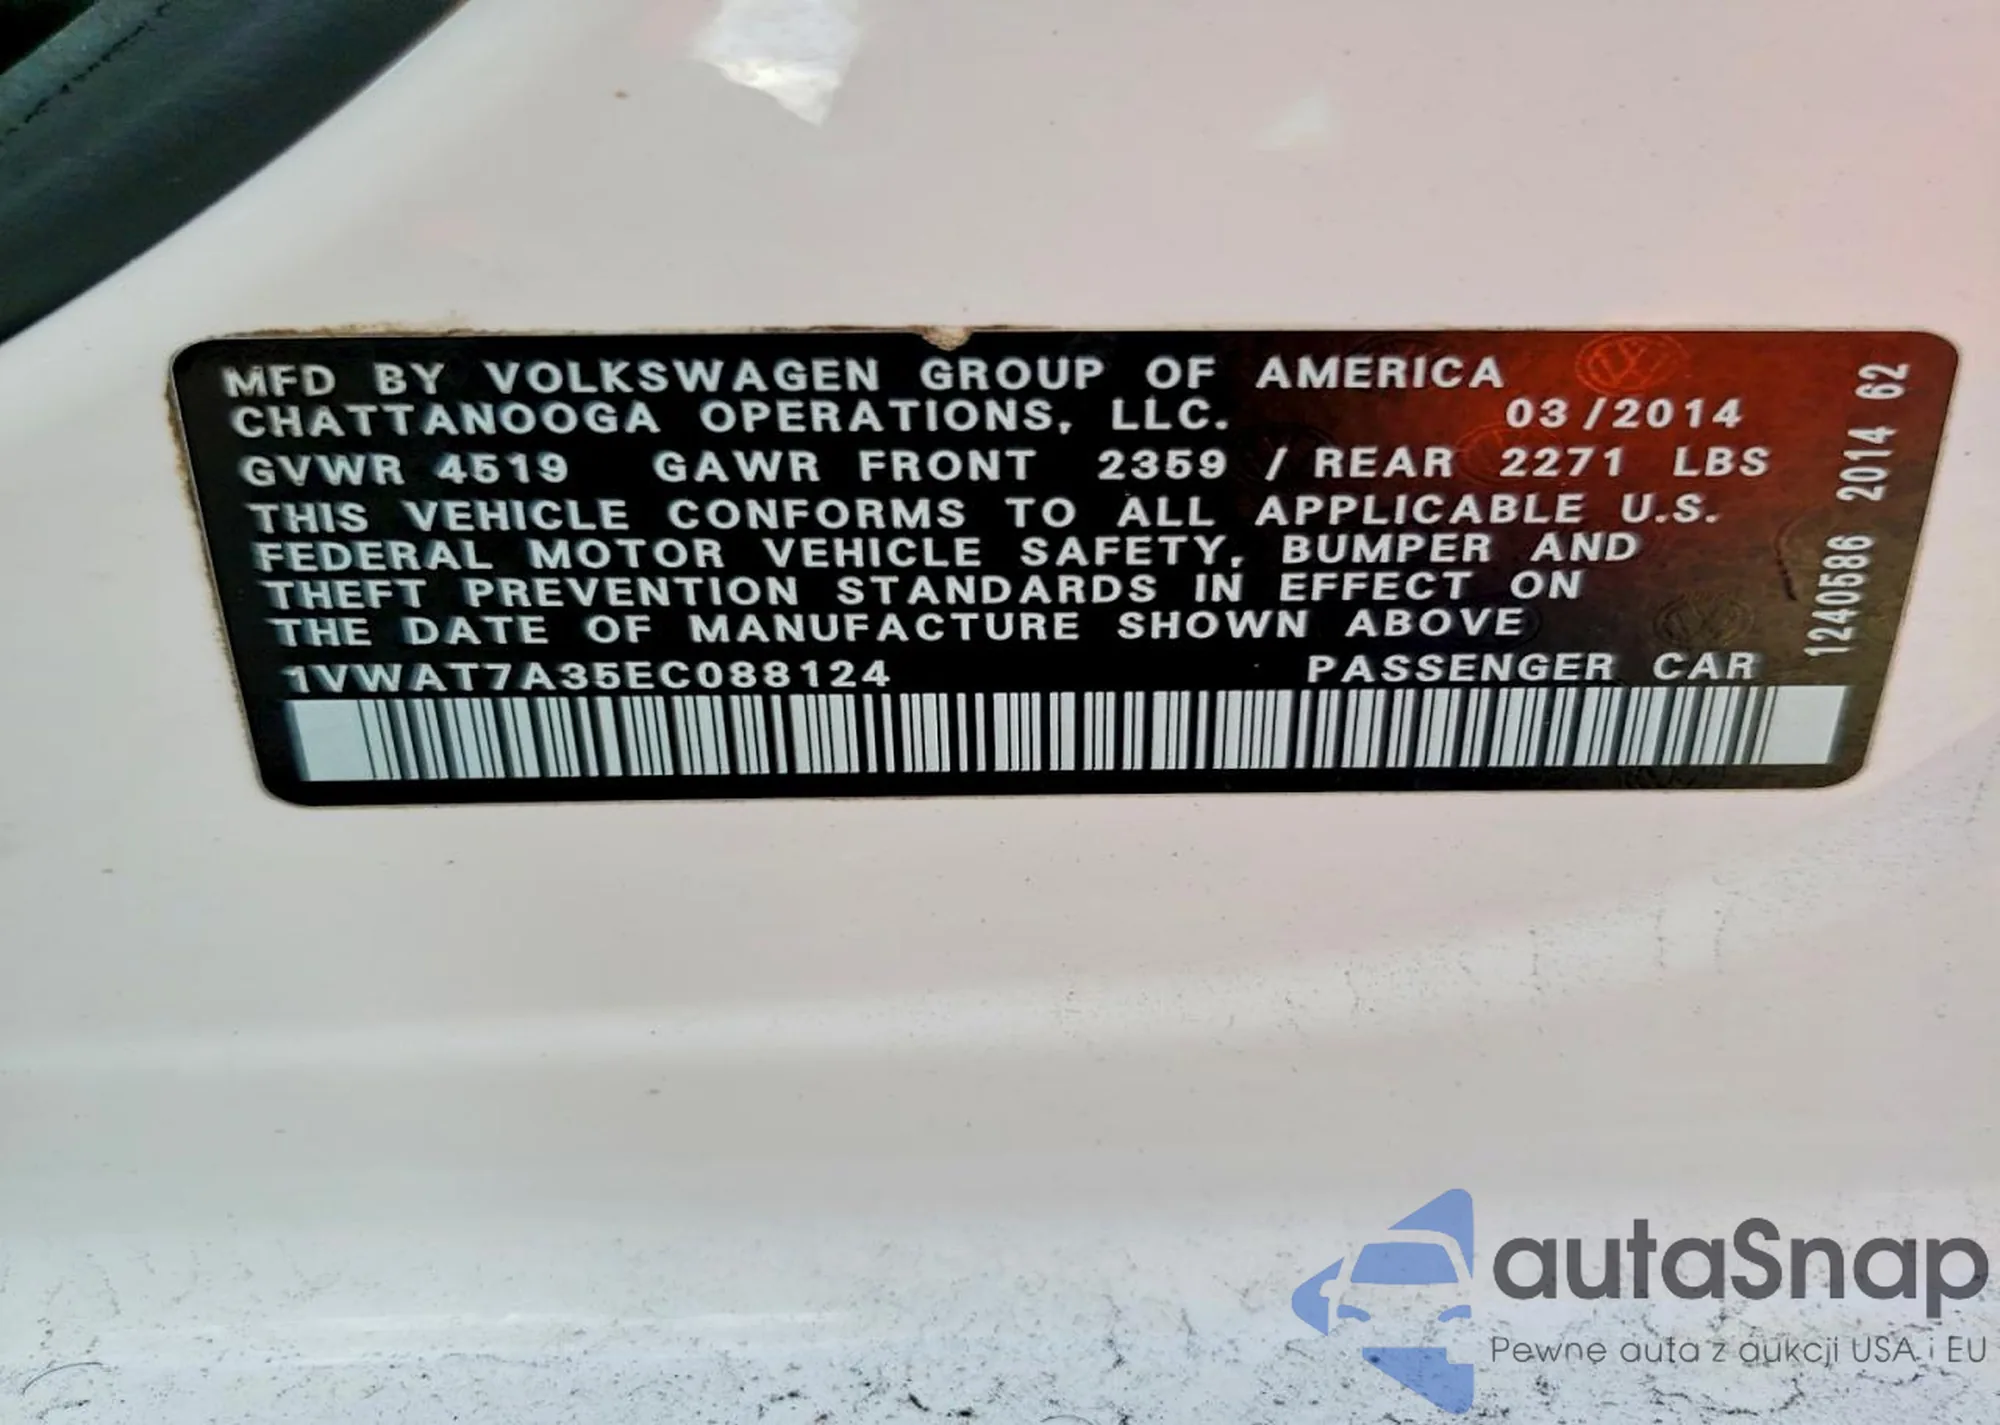 MFD BY VOLKSWAGEN GROUP OF AMERICA
CHATTANOOGA OPERATIONS, LLC. 03/2014
GVWR 4519 GAWR FRONT 2359 / REAR 2271 LBS
THIS VEHICLE CONFORMS TO ALL APPLICABLE U.S.
FEDERAL MOTOR VEHICLE SAFETY, BUMPER AND
THEFT PREVENTION STANDARDS IN EFFECT ON
THE DATE OF MANUFACTURE SHOWN ABOVE
1VWAT7A35EC088124 PASSENGER CAR
1240586 2014 62
autaSnap
Pewne auta z aukcji USA i EU